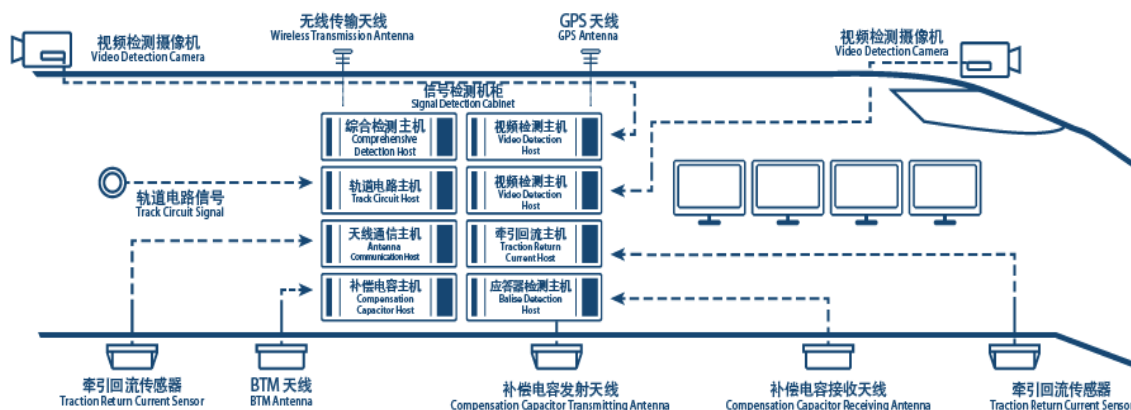 无线传输天线
Wireless Transmission Antenna
GPS 天线
GPS Antenna
视频检测摄像机
Video Detection Camera
视频检测摄像机
Video Detection Camera
信号检测机柜
Signal Detection Cabinet
综合检测主机
Comprehensive
Detection Host
视频检测主机
Video Detection
Host
轨道电路信号
Track Circuit Signal
轨道电路主机
Track Circuit Host
视频检测主机
Video Detection
Host
天线通信主机
Antenna
Communication Host
牵引回流主机
Traction Return
Current Host
补偿电容主机
Compensation
Capacitor Host
应答器检测主机
Balise Detection
Host
牵引回流传感器
Traction Return Current Sensor
BTM 天线
BTM Antenna
补偿电容发射天线
Compensation Capacitor Transmitting Antenna
补偿电容接收天线
Compensation Capacitor Receiving Antenna
牵引回流传感器
Traction Return Current Sensor